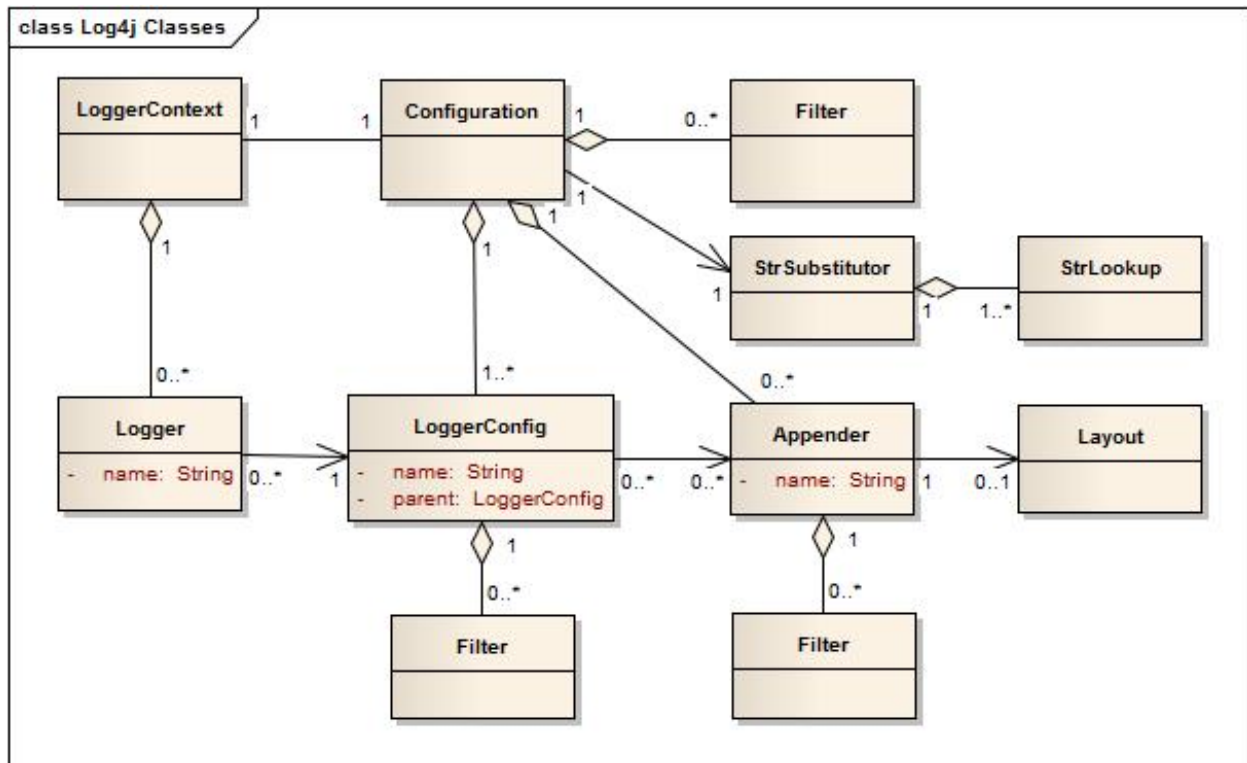 class Log4j Classes
LoggerContext
1
1
Configuration
1
0..*
Filter
1
1
1
1
1
StrSubstitutor
1
1..*
StrLookup
0..*
1..*
0..*
Logger
- name: String
0..*
1
LoggerConfig
- name: String
- parent: LoggerConfig
0..*
0..*
Appender
- name: String
1
0..1
Layout
1
0..*
Filter
1
0..*
Filter